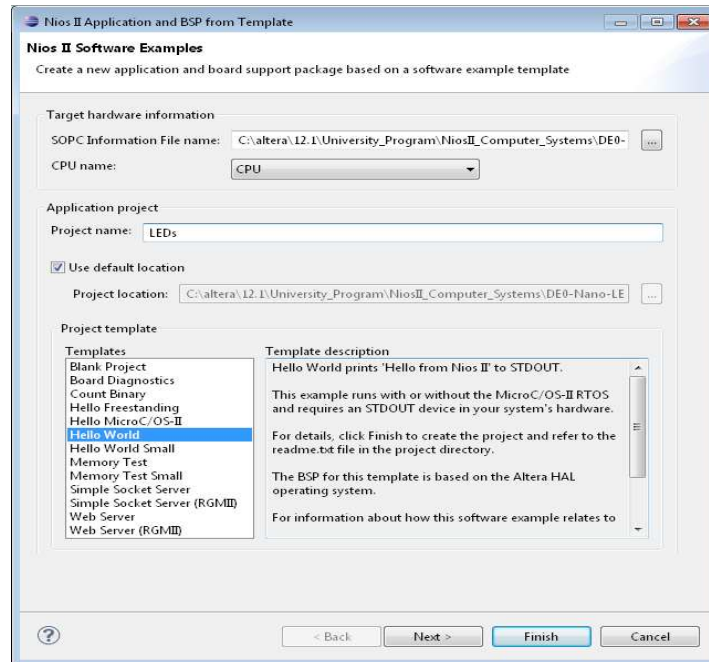 Nios II Application and BSP from Template
Nios II Software Examples
Create a new application and board support package based on a software example template
Target hardware information
SOPC Information File name: C:\altera\12.1\University_Program\NiosII_Computer_Systems\DE0-
...
CPU name: CPU
Application project
Project name: LEDs
Use default location
Project location: C:\altera\12.1\University_Program\NiosII_Computer_Systems\DE0-Nano-LE
...
Project template
Templates
Blank Project
Board Diagnostics
Count Binary
Hello Freestanding
Hello MicroC/OS-II
Hello World
Hello World Small
Memory Test
Memory Test Small
Simple Socket Server
Simple Socket Server (RGMII)
Web Server
Web Server (RGMII)
Template description
Hello World prints 'Hello from Nios II' to STDOUT.
This example runs with or without the MicroC/OS-II RTOS
and requires an STDOUT device in your system's hardware.
For details, click Finish to create the project and refer to the
readme.txt file in the project directory.
The BSP for this template is based on the Altera HAL
operating system.
For information about how this software example relates to
?
< Back
Next >
Finish
Cancel